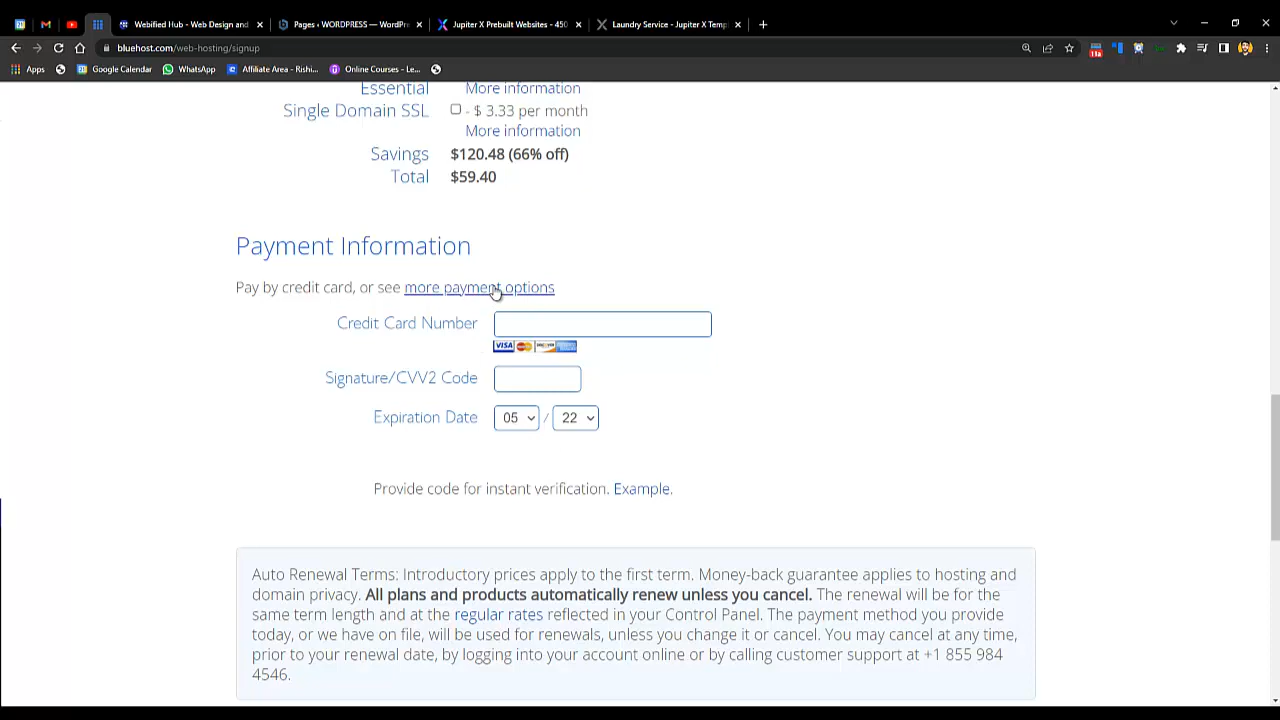 Webified Hub - Web Design and
Pages ‹ WORDPRESS — WordPr
Jupiter X Prebuilt Websites - 450
Laundry Service - Jupiter X Temp
bluehost.com/web-hosting/signup
Apps
Google Calendar
WhatsApp
Affiliate Area - Rishi...
Online Courses - Le...
Essential
More information
Single Domain SSL
- $ 3.33 per month
More information
Savings
$120.48 (66% off)
Total
$59.40
Payment Information
Pay by credit card, or see more payment options
Credit Card Number
VISA
Signature/CVV2 Code
Expiration Date
05 / 22
Provide code for instant verification. Example.
Auto Renewal Terms: Introductory prices apply to the first term. Money-back guarantee applies to hosting and
domain privacy. All plans and products automatically renew unless you cancel. The renewal will be for the
same term length and at the regular rates reflected in your Control Panel. The payment method you provide
today, or we have on file, will be used for renewals, unless you change it or cancel. You may cancel at any time,
prior to your renewal date, by logging into your account online or by calling customer support at +1 855 984
4546.